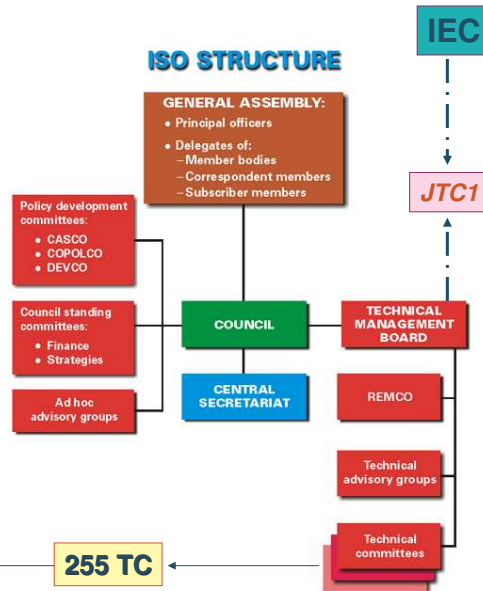 IEC
ISO STRUCTURE
GENERAL ASSEMBLY:
• Principal officers
• Delegates of:
– Member bodies
– Correspondent members
– Subscriber members
JTC1
Policy development
committees:
• CASCO
• COPOLCO
• DEVCO
Council standing
committees:
• Finance
• Strategies
Ad hoc
advisory groups
COUNCIL
CENTRAL
SECRETARIAT
TECHNICAL
MANAGEMENT
BOARD
REMCO
Technical
advisory groups
Technical
committees
255 TC